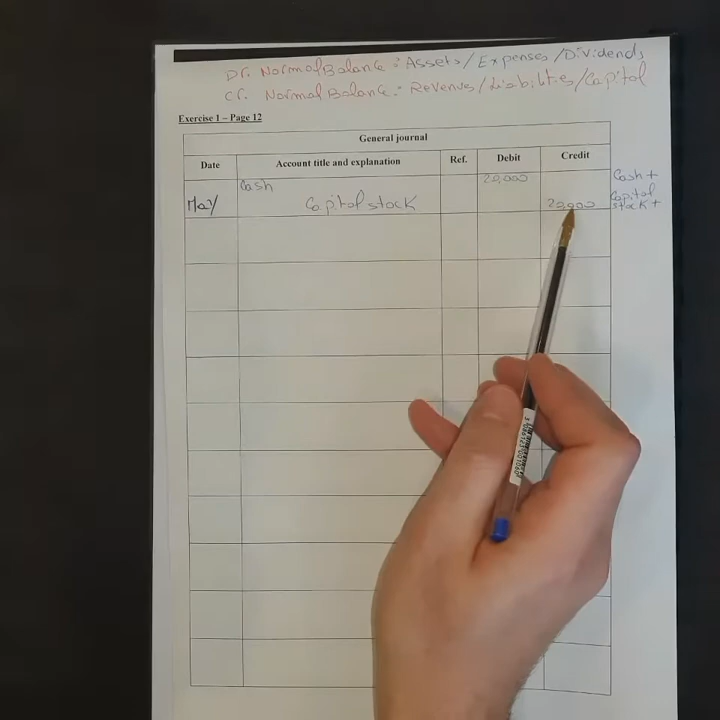 Dr. Normal Balance: Assets/Expenses/Dividends
Cr. Normal Balance: Revenus/Liabilities/Capital
Exercise 1 – Page 12
General journal
Date Account title and explanation Ref. Debit Credit
Cash 20,000 Cash +
May Capital stock 20,000 Capital
stock +